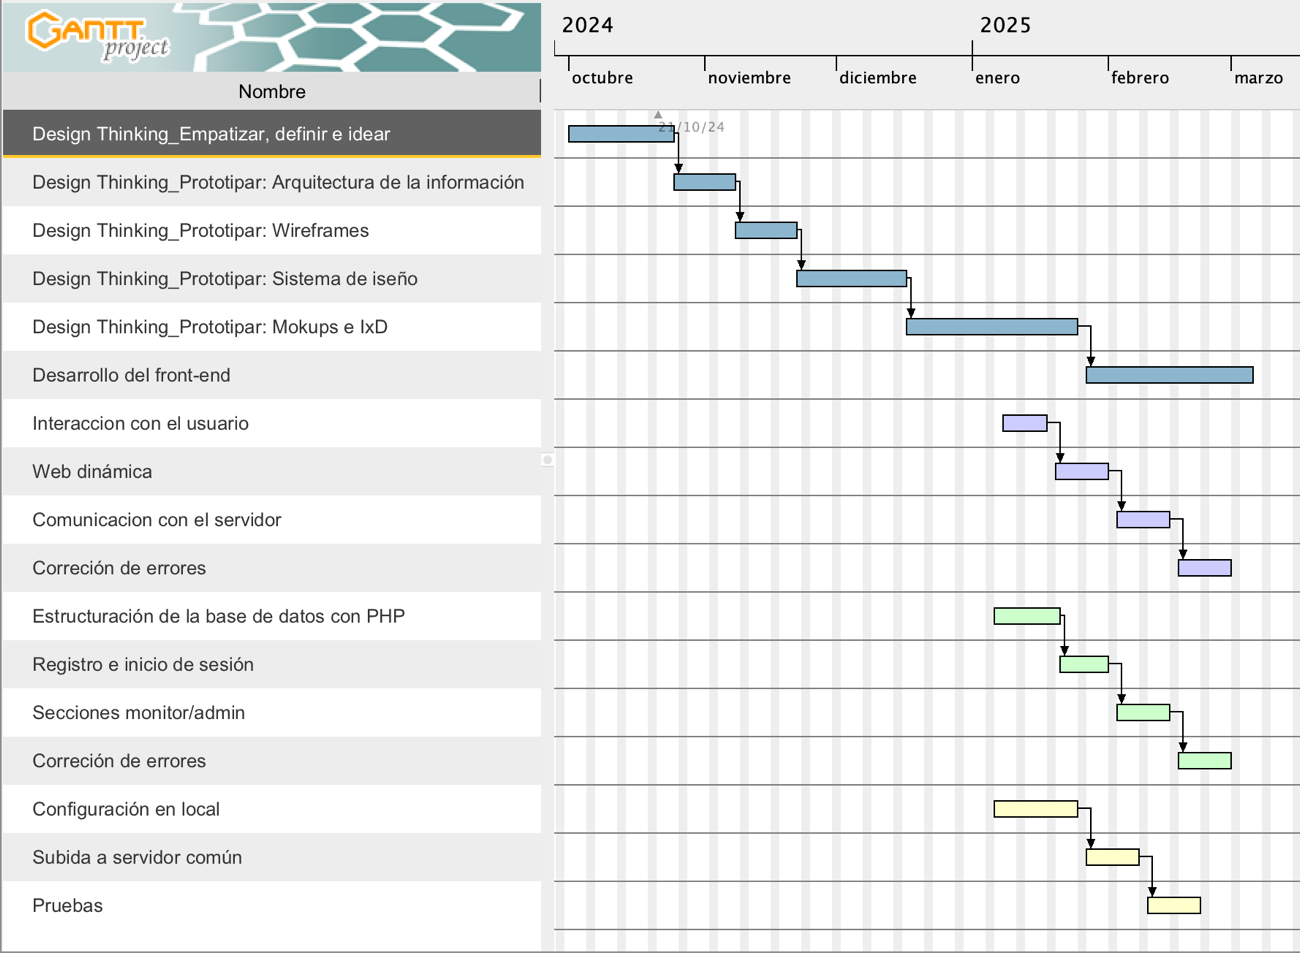 GANTT
project
2024
2025
octubre
noviembre
diciembre
enero
febrero
marzo
Nombre
21/10/24
Design Thinking_Empatizar, definir e idear
Design Thinking_Prototipar: Arquitectura de la información
Design Thinking_Prototipar: Wireframes
Design Thinking_Prototipar: Sistema de iseño
Design Thinking_Prototipar: Mokups e IxD
Desarrollo del front-end
Interaccion con el usuario
Web dinámica
Comunicacion con el servidor
Correción de errores
Estructuración de la base de datos con PHP
Registro e inicio de sesión
Secciones monitor/admin
Correción de errores
Configuración en local
Subida a servidor común
Pruebas